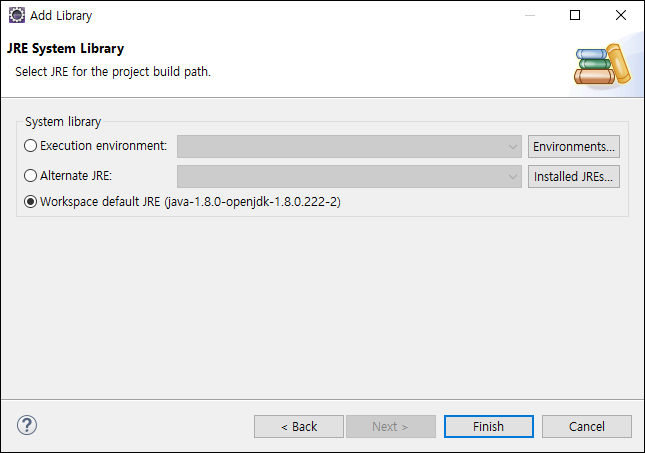 Add Library
JRE System Library
Select JRE for the project build path.
System library
Execution environment:
Environments...
Alternate JRE:
Installed JREs...
Workspace default JRE (java-1.8.0-openjdk-1.8.0.222-2)
?
< Back
Next >
Finish
Cancel